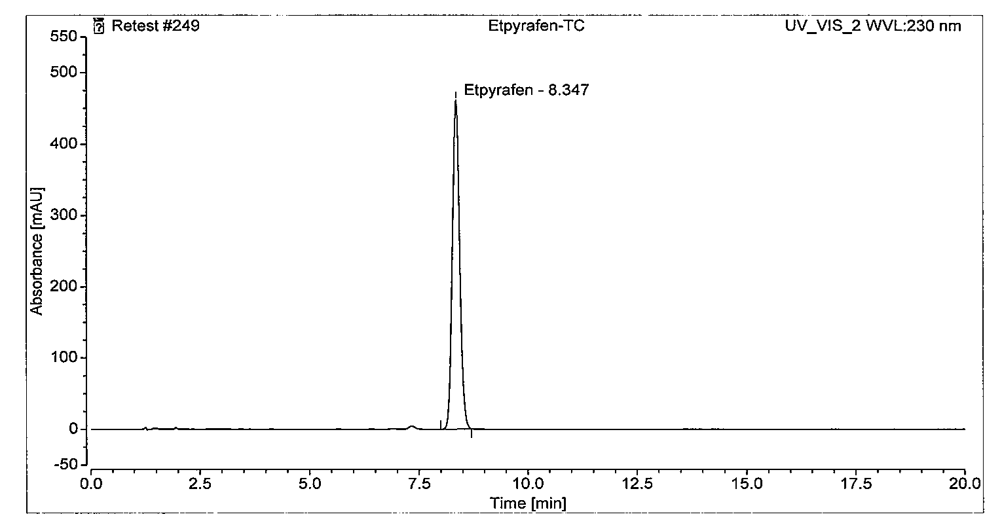 Retest #249 Etpyrafen-TC UV_VIS_2 WVL:230 nm
550
500
Etpyrafen - 8.347
400
300
200
100
0
-50
Absorbance [mAU]
0.0 2.5 5.0 7.5 10.0 12.5 15.0 17.5 20.0
Time [min]